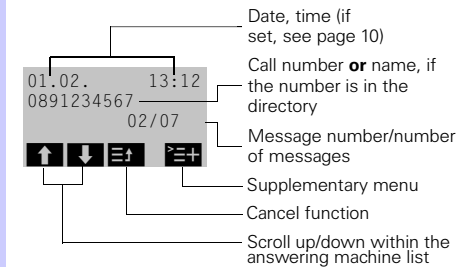 Date, time (if
set, see page 10)
01.02. 13:12
0891234567
02/07
Call number or name, if
the number is in the
directory
Message number/number
of messages
Supplementary menu
Cancel function
Scroll up/down within the
answering machine list